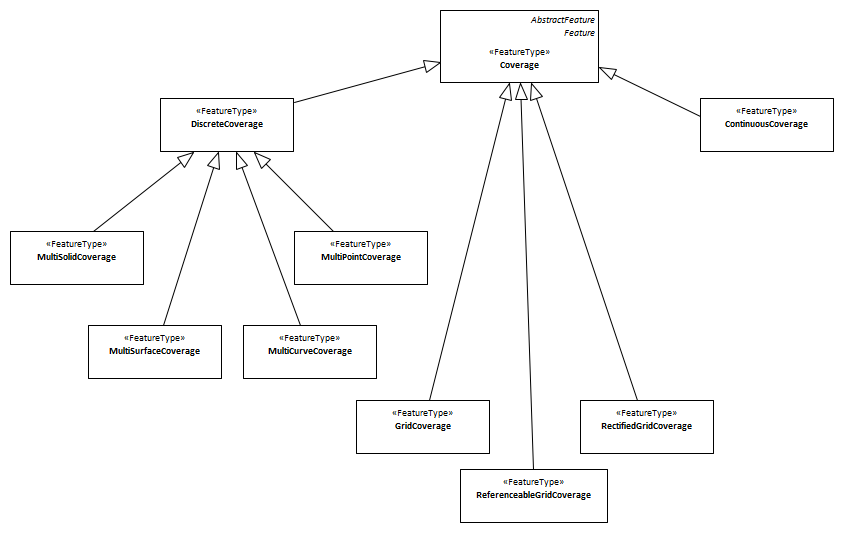 AbstractFeature
Feature
«FeatureType»
Coverage
«FeatureType»
DiscreteCoverage
«FeatureType»
ContinuousCoverage
«FeatureType»
MultiSolidCoverage
«FeatureType»
MultiPointCoverage
«FeatureType»
MultiSurfaceCoverage
«FeatureType»
MultiCurveCoverage
«FeatureType»
GridCoverage
«FeatureType»
RectifiedGridCoverage
«FeatureType»
ReferenceableGridCoverage